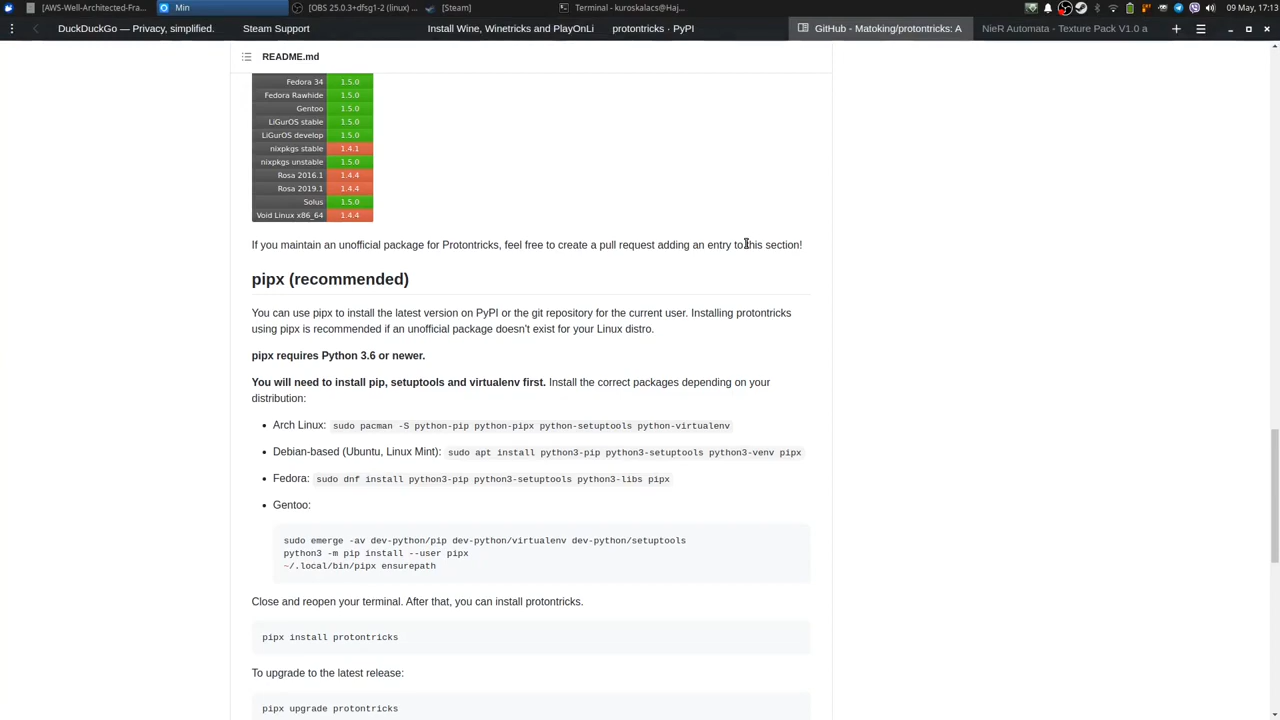 [AWS-Well-Architected-Fra...
Min
[OBS 25.0.3+dfsg1-2 (linux) ...
[Steam]
Terminal - kuroskalacs@Haj...
09 May, 17:13
DuckDuckGo — Privacy, simplified.
Steam Support
Install Wine, Winetricks and PlayOnLi
protontricks · PyPI
GitHub - Matoking/protontricks: A
NieR Automata - Texture Pack V1.0 a
README.md
Fedora 34 1.5.0
Fedora Rawhide 1.5.0
Gentoo 1.5.0
LiGurOS stable 1.5.0
LiGurOS develop 1.5.0
nixpkgs stable 1.4.1
nixpkgs unstable 1.5.0
Rosa 2016.1 1.4.4
Rosa 2019.1 1.4.4
Solus 1.5.0
Void Linux x86_64 1.4.4
If you maintain an unofficial package for Protontricks, feel free to create a pull request adding an entry to this section!
pipx (recommended)
You can use pipx to install the latest version on PyPI or the git repository for the current user. Installing protontricks
using pipx is recommended if an unofficial package doesn't exist for your Linux distro.
pipx requires Python 3.6 or newer.
You will need to install pip, setuptools and virtualenv first. Install the correct packages depending on your
distribution:
• Arch Linux: sudo pacman -S python-pip python-pipx python-setuptools python-virtualenv
• Debian-based (Ubuntu, Linux Mint): sudo apt install python3-pip python3-setuptools python3-venv pipx
• Fedora: sudo dnf install python3-pip python3-setuptools python3-libs pipx
• Gentoo:
sudo emerge -av dev-python/pip dev-python/virtualenv dev-python/setuptools
python3 -m pip install --user pipx
~/.local/bin/pipx ensurepath
Close and reopen your terminal. After that, you can install protontricks.
pipx install protontricks
To upgrade to the latest release:
pipx upgrade protontricks